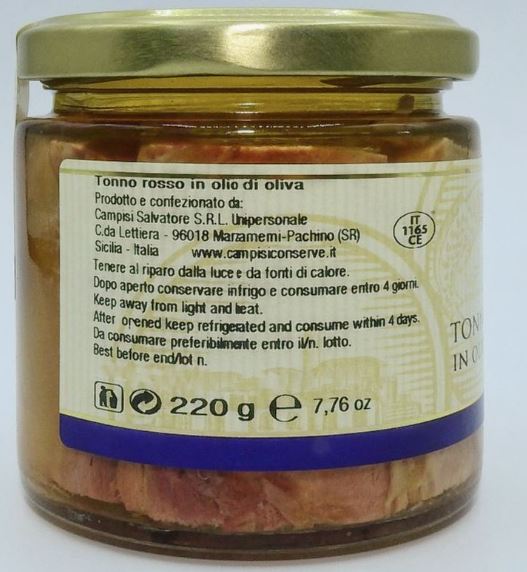 Tonno rosso in olio di oliva
Prodotto e confezionato da:
Campisi Salvatore S.R.L. Unipersonale
C.da Lettiera - 96018 Marzamemi-Pachino (SR)
Sicilia - Italia www.campisiconserve.it
Tenere al riparo dalla luce e da fonti di calore.
Dopo aperto conservare in frigo e consumare entro 4 giorni.
Keep away from light and heat.
After opened keep refrigerated and consume within 4 days.
Da consumare preferibilmente entro il/n. lotto.
Best before end/lot n.
220 g e 7,76 oz
IT
1165
CE
TON
IN O